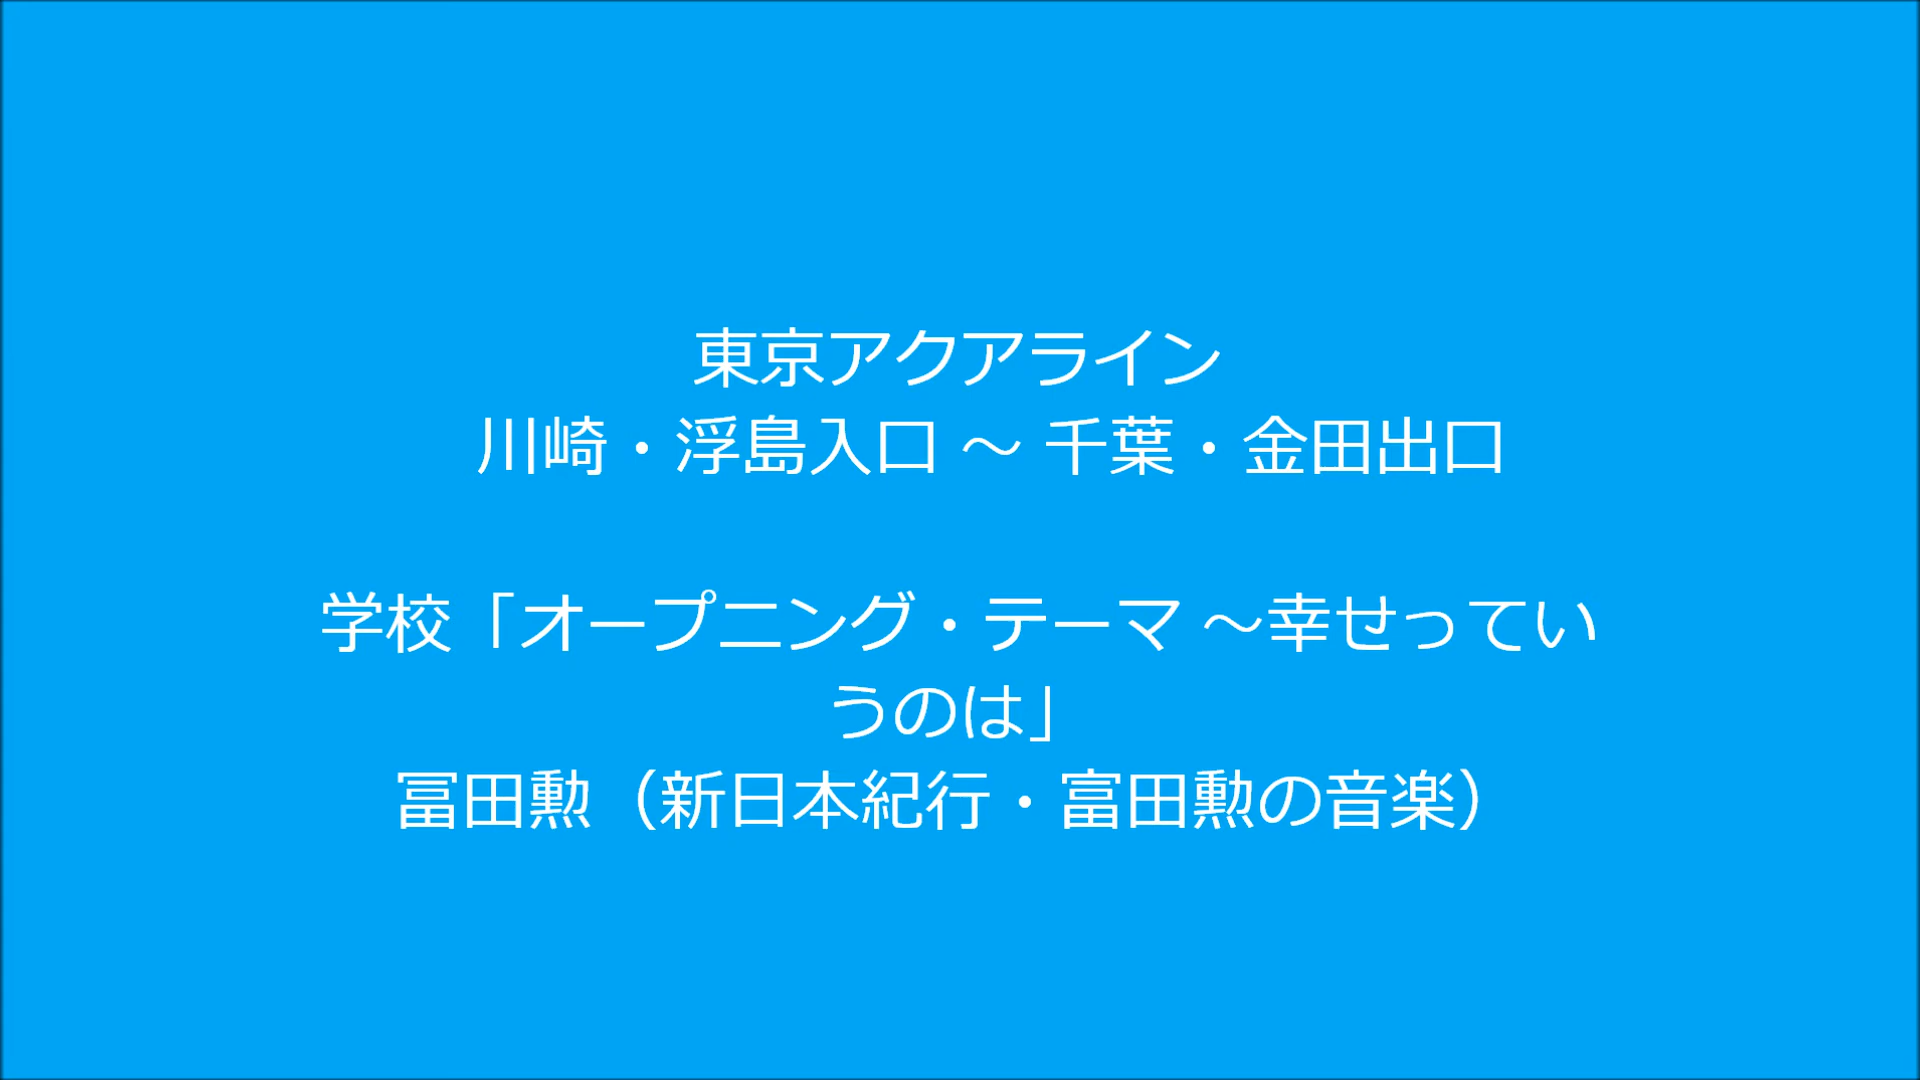 東京アクアライン
川崎・浮島入口 〜 千葉・金田出口
学校「オープニング・テーマ 〜幸せってい
うのは」
冨田勲（新日本紀行・富田勲の音楽）